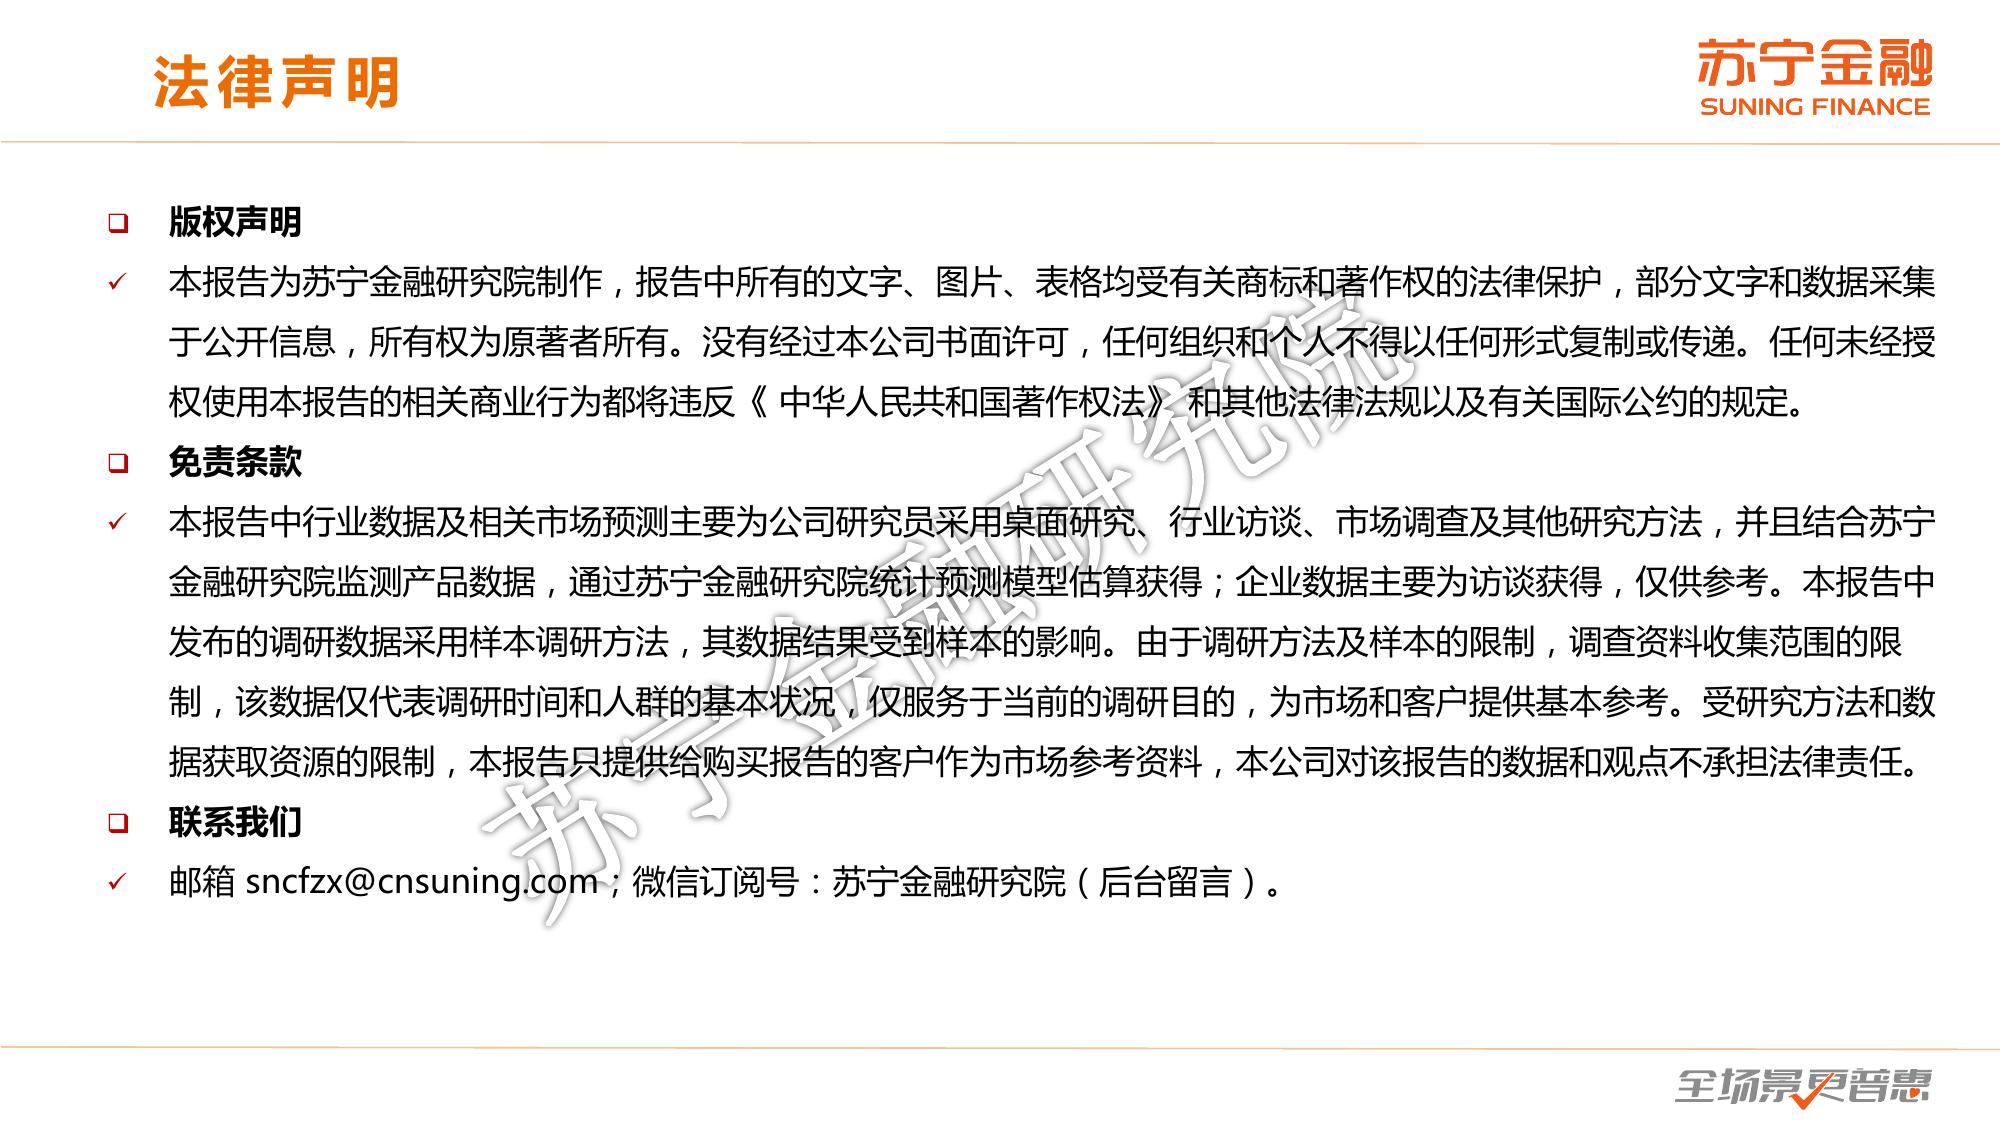 法律声明
苏宁金融
SUNING FINANCE
版权声明
本报告为苏宁金融研究院制作，报告中所有的文字、图片、表格均受有关商标和著作权的法律保护，部分文字和数据采集
于公开信息，所有权为原著者所有。没有经过本公司书面许可，任何组织和个人不得以任何形式复制或传递。任何未经授
权使用本报告的相关商业行为都将违反《 中华人民共和国著作权法》 和其他法律法规以及有关国际公约的规定。
免责条款
本报告中行业数据及相关市场预测主要为公司研究员采用桌面研究、行业访谈、市场调查及其他研究方法，并且结合苏宁
金融研究院监测产品数据，通过苏宁金融研究院统计预测模型估算获得；企业数据主要为访谈获得，仅供参考。本报告中
发布的调研数据采用样本调研方法，其数据结果受到样本的影响。由于调研方法及样本的限制，调查资料收集范围的限
制，该数据仅代表调研时间和人群的基本状况，仅服务于当前的调研目的，为市场和客户提供基本参考。受研究方法和数
据获取资源的限制，本报告只提供给购买报告的客户作为市场参考资料，本公司对该报告的数据和观点不承担法律责任。
联系我们
邮箱 sncfzx@cnsuning.com；微信订阅号：苏宁金融研究院（后台留言）。
苏宁金融研究院
全场景更普惠